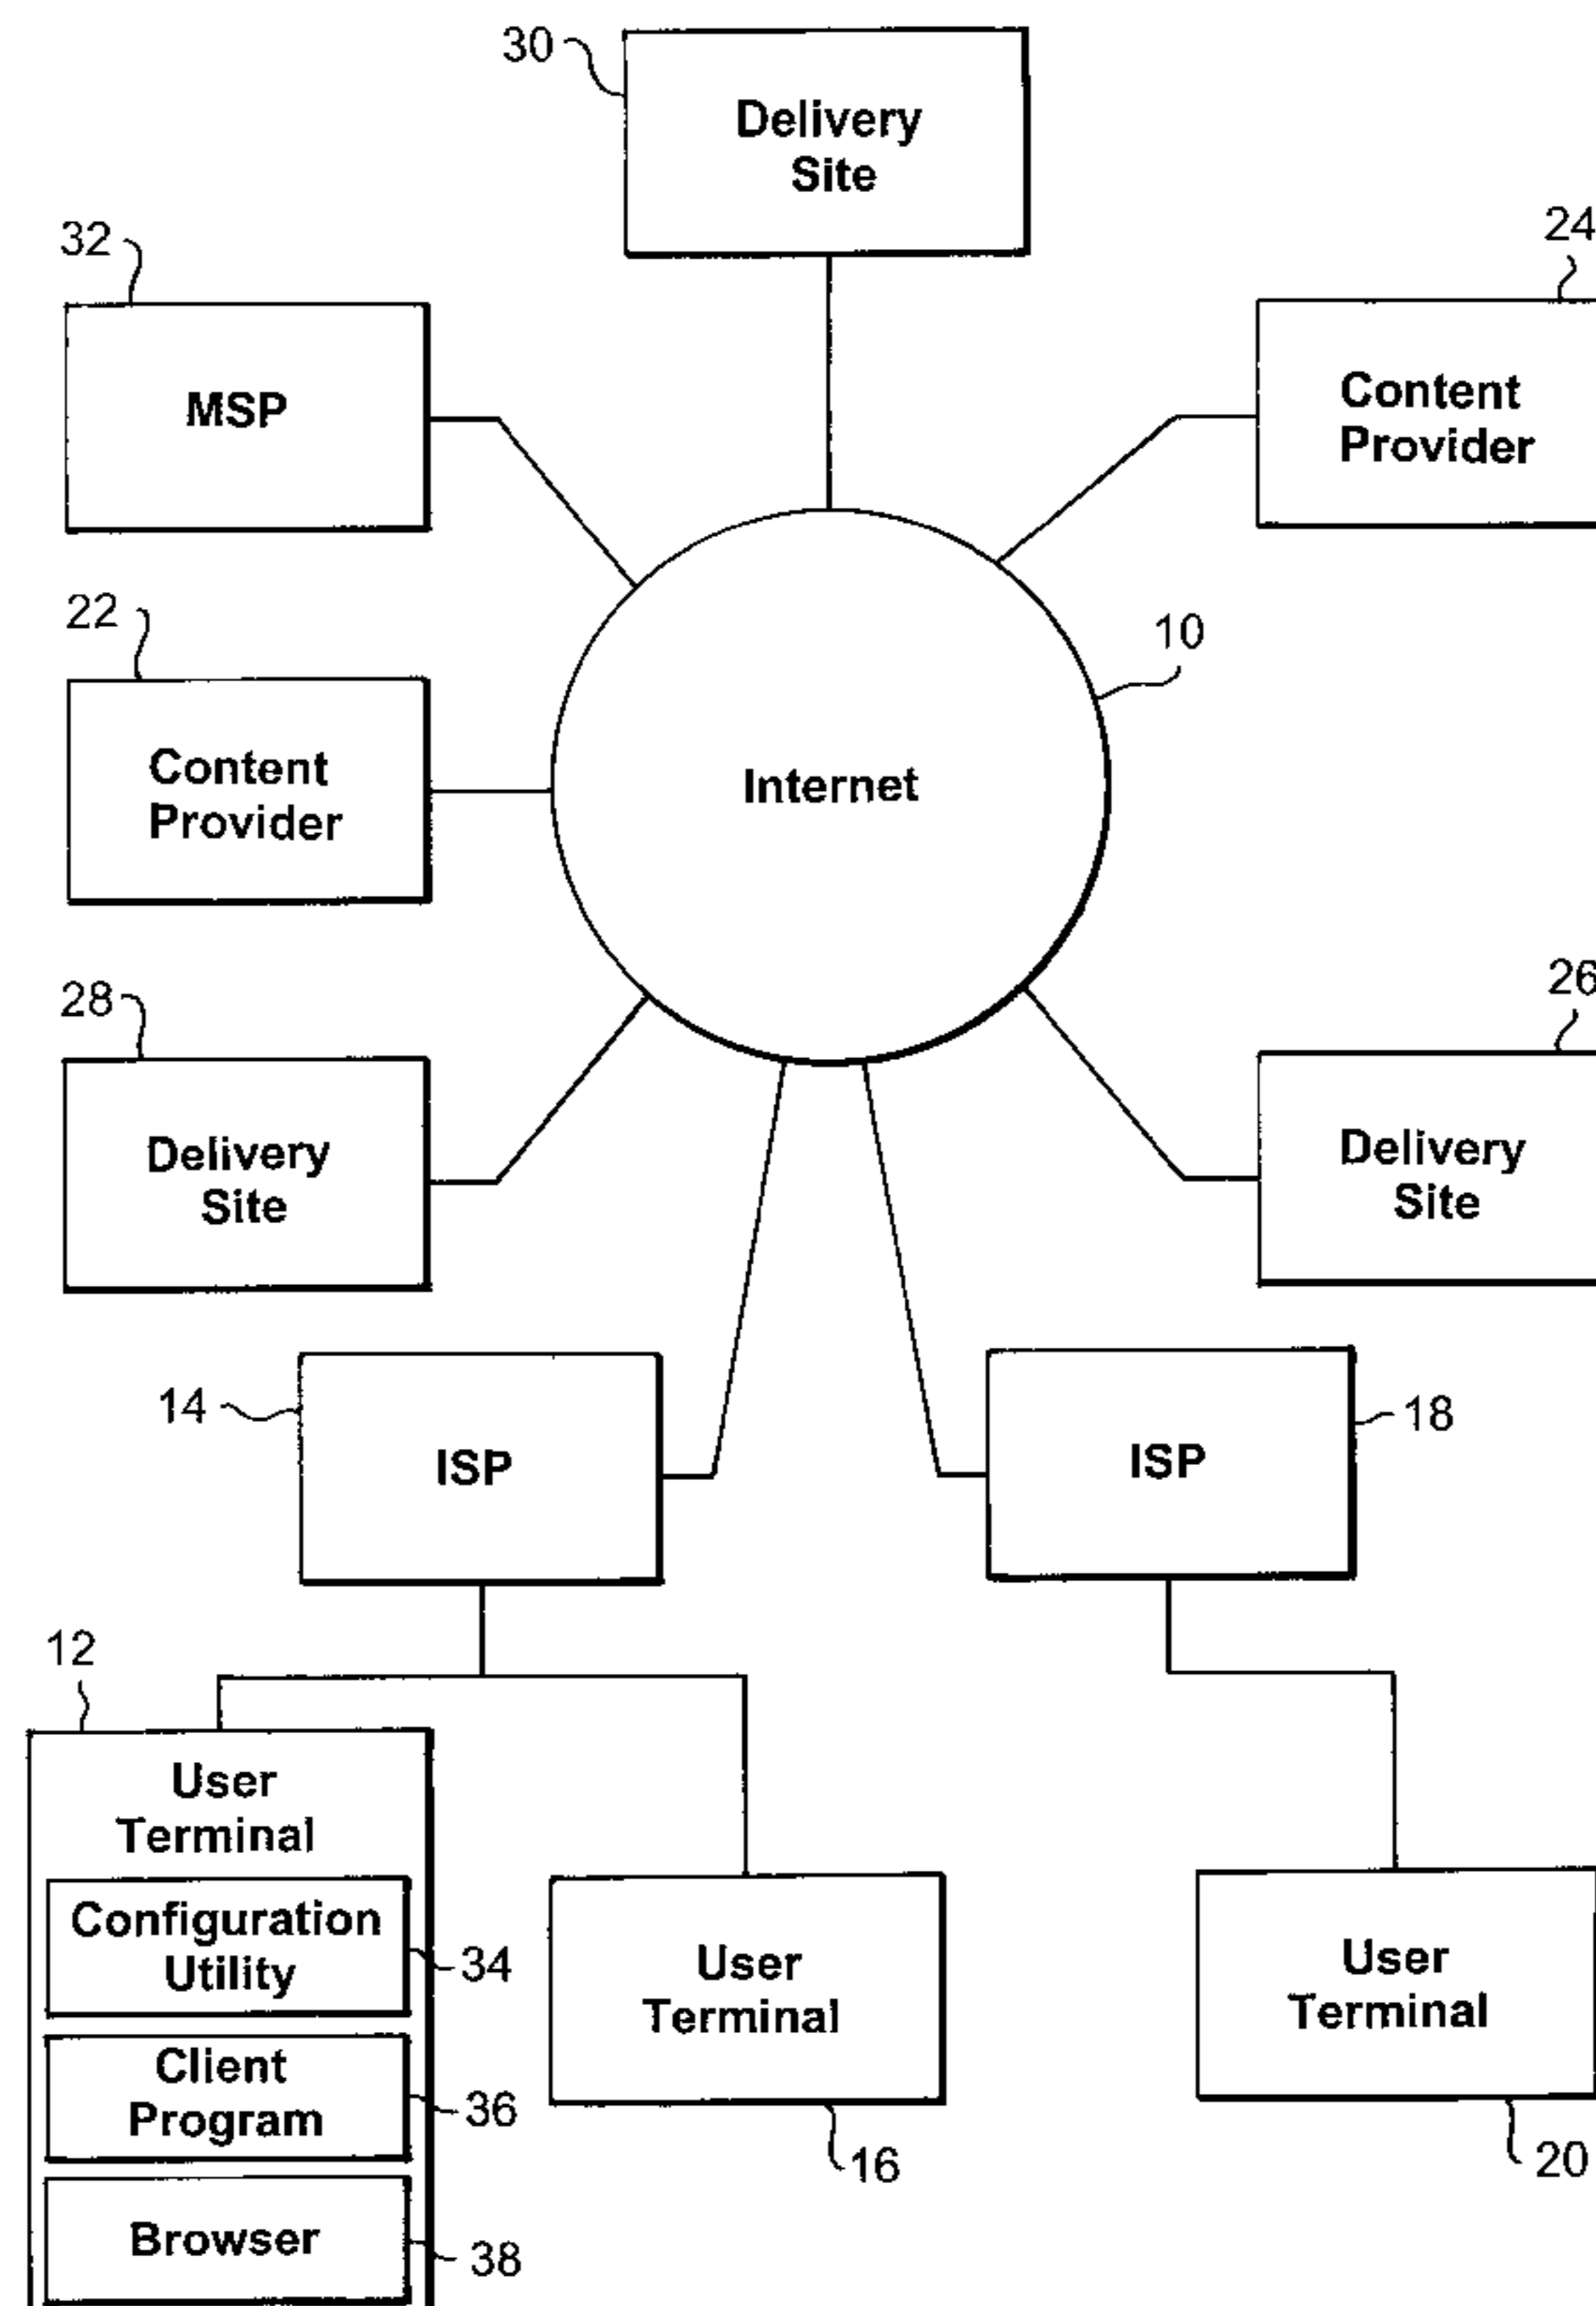 30
Delivery
Site
32
MSP
24
Content
Provider
22
Content
Provider
10
Internet
28
Delivery
Site
26
Delivery
Site
14
ISP
18
ISP
12
User
Terminal
Configuration
Utility
34
Client
Program
36
Browser
38
User
Terminal
16
User
Terminal
20